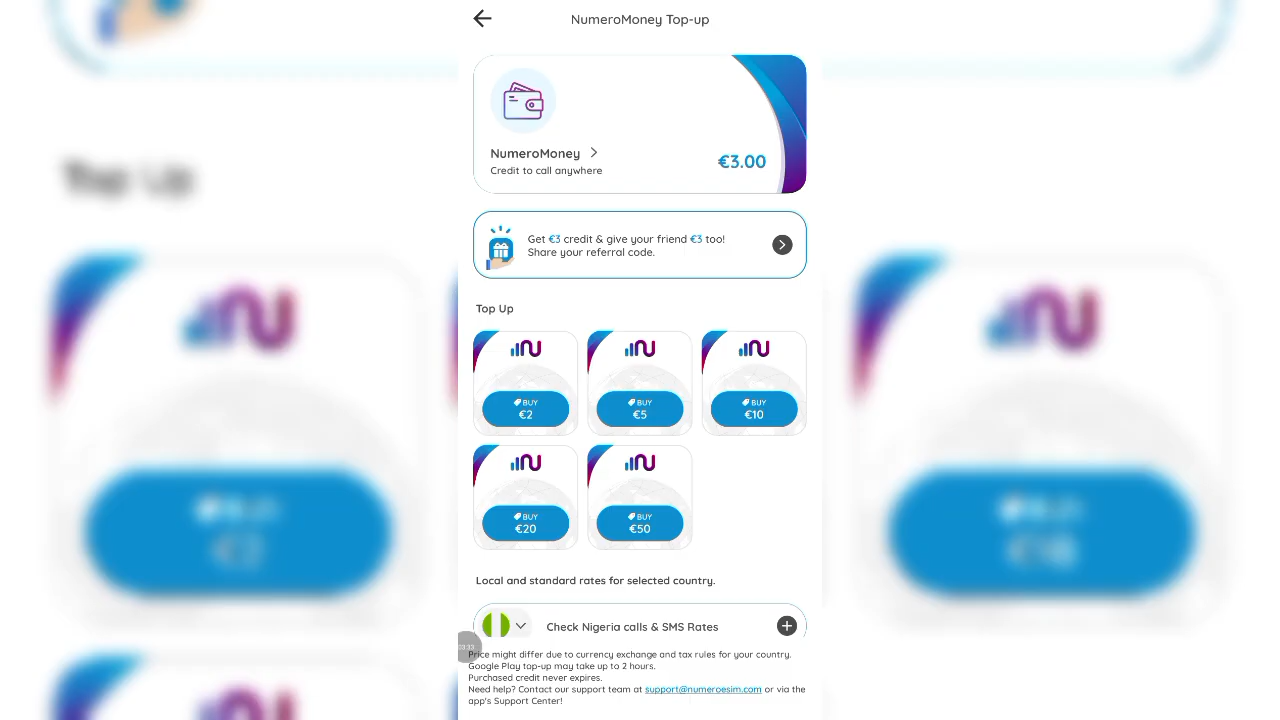 NumeroMoney Top-up
NumeroMoney
Credit to call anywhere
€3.00
Get €3 credit & give your friend €3 too!
Share your referral code.
Top Up
BUY
€2
BUY
€5
BUY
€10
BUY
€20
BUY
€50
Local and standard rates for selected country.
Check Nigeria calls & SMS Rates
03:33
Price might differ due to currency exchange and tax rules for your country.
Google Play top-up may take up to 2 hours.
Purchased credit never expires.
Need help? Contact our support team at support@numeroesim.com or via the
app's Support Center!
Top Up